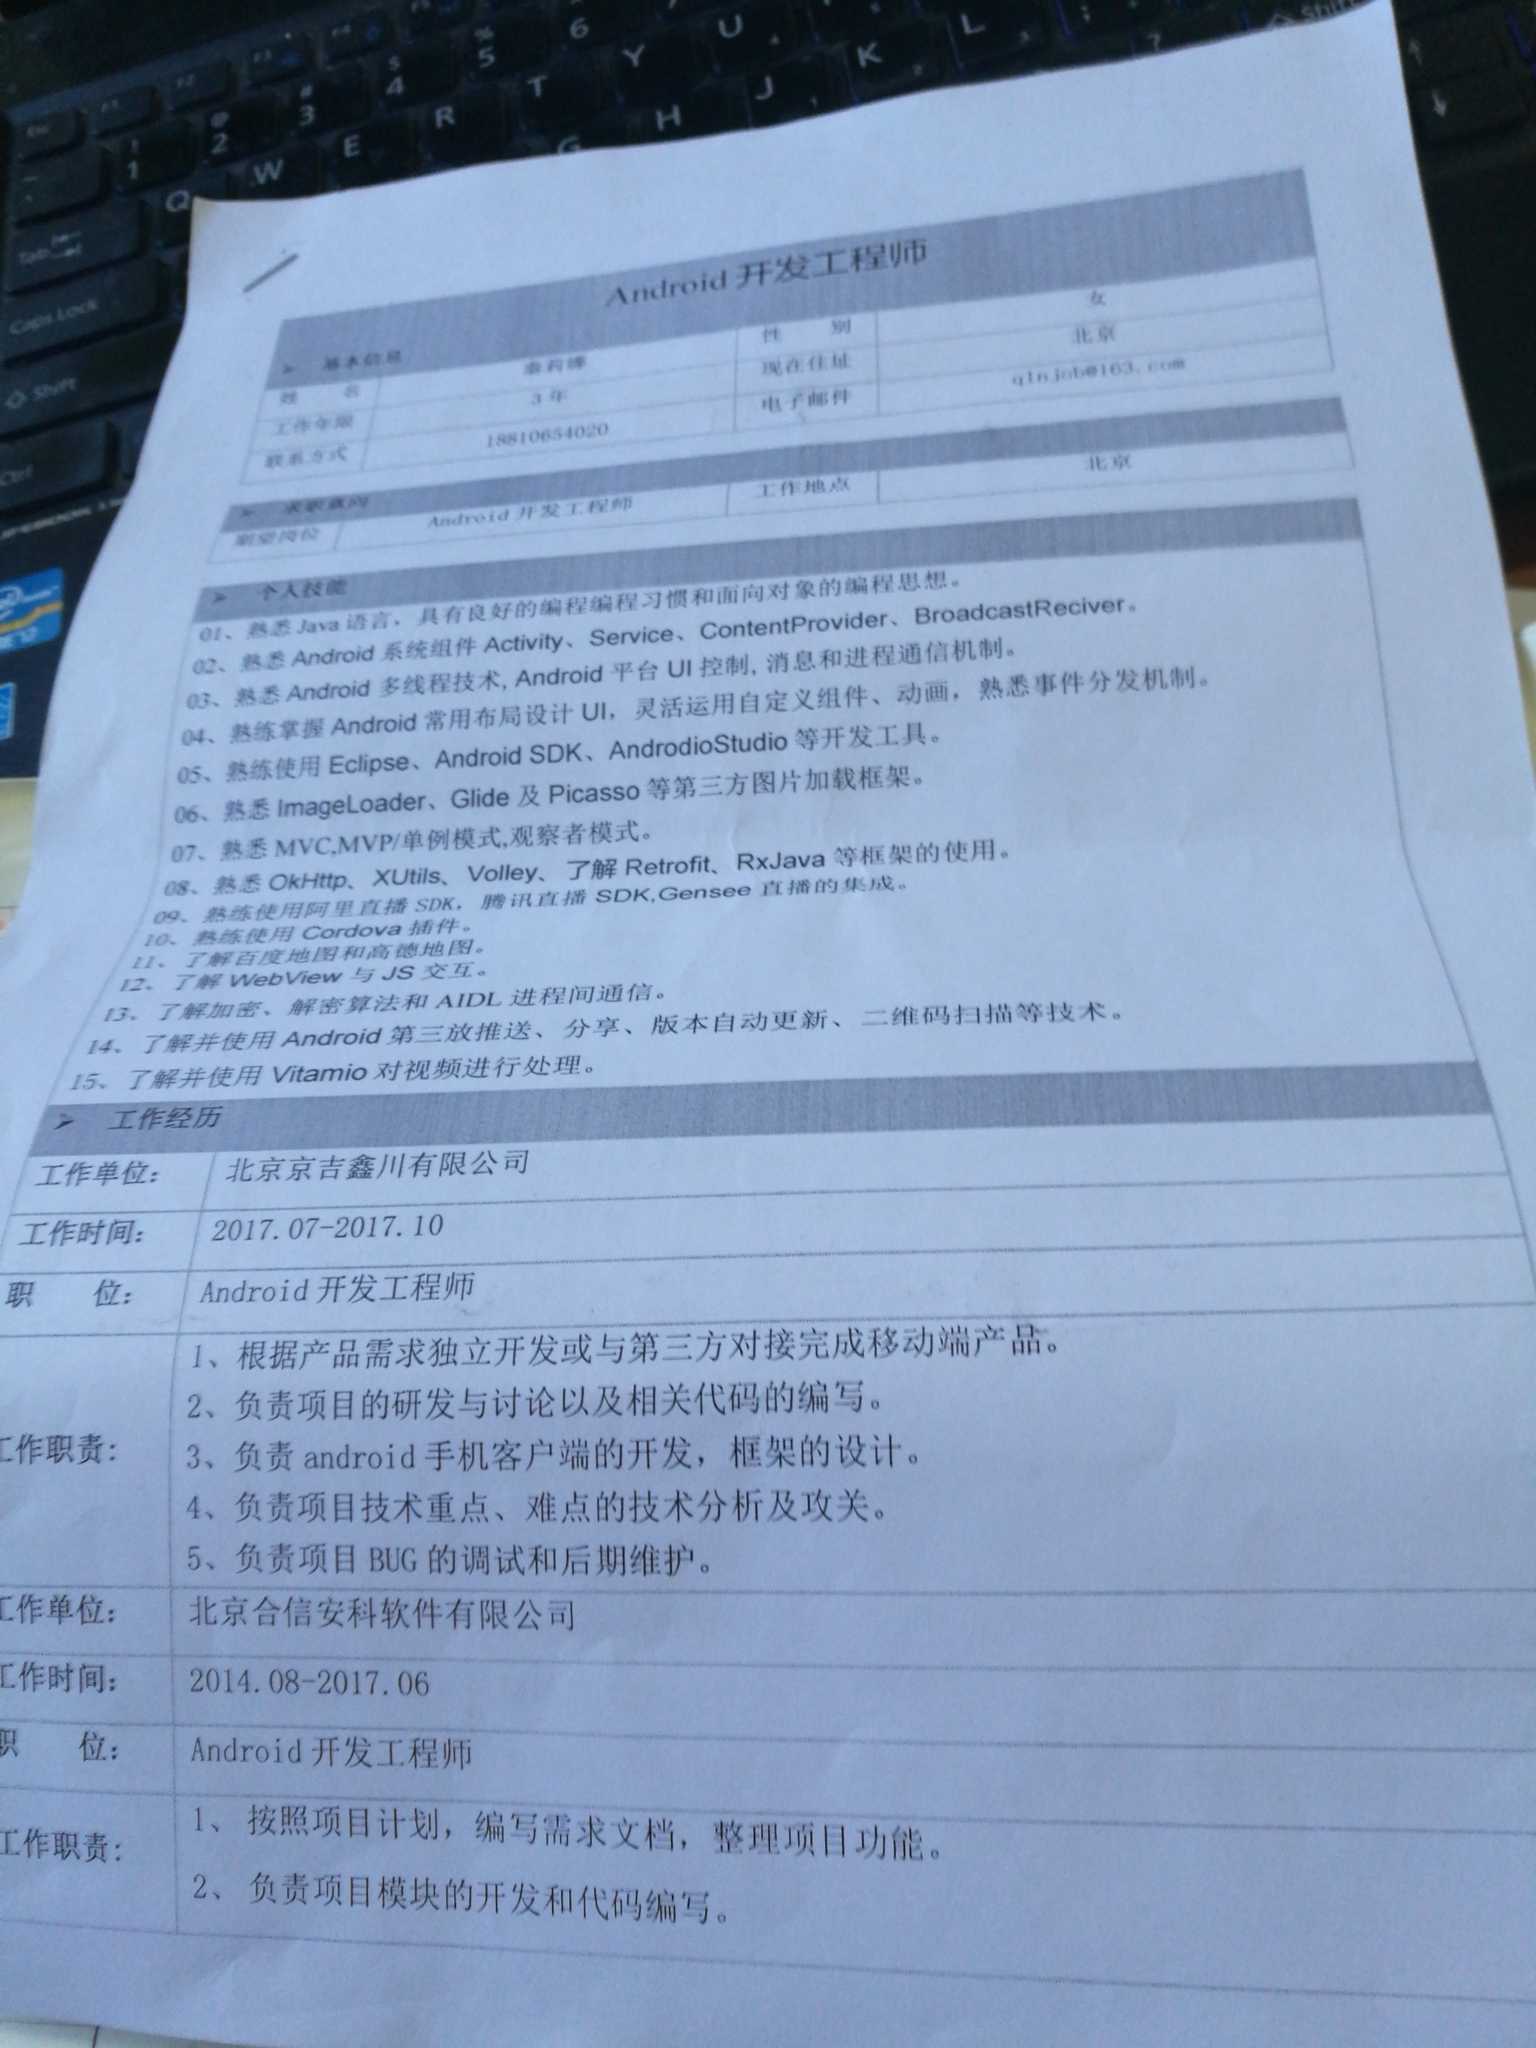 Esc F1 F2 F3
1 2 3 4 5 6
Tab Q W E R T Y U
Caps Lock G H J K L
Shift
Ctrl
Android 开发工程师
➢ 基本信息
姓 名 性 别 女
工作年限 3 年 现在住址 北京
联系方式 18810654020 电子邮件 qlnjob@163.com
➢ 求职意向
期望岗位 Android 开发工程师 工作地点 北京
➢ 个人技能
01、熟悉 Java 语言，具有良好的编程编程习惯和面向对象的编程思想。
02、熟悉 Android 系统组件 Activity、Service、ContentProvider、BroadcastReciver。
03、熟悉 Android 多线程技术, Android 平台 UI 控制, 消息和进程通信机制。
04、熟练掌握 Android 常用布局设计 UI，灵活运用自定义组件、动画，熟悉事件分发机制。
05、熟练使用 Eclipse、Android SDK、AndrodioStudio 等开发工具。
06、熟悉 ImageLoader、Glide 及 Picasso 等第三方图片加载框架。
07、熟悉 MVC,MVP/单例模式,观察者模式。
08、熟悉 OkHttp、XUtils、Volley、了解 Retrofit、RxJava 等框架的使用。
09、熟练使用阿里直播 SDK，腾讯直播 SDK,Gensee 直播的集成。
10、熟练使用 Cordova 插件。
11、了解百度地图和高德地图。
12、了解 WebView 与 JS 交互。
13、了解加密、解密算法和 AIDL 进程间通信。
14、了解并使用 Android 第三放推送、分享、版本自动更新、二维码扫描等技术。
15、了解并使用 Vitamio 对视频进行处理。
➢ 工作经历
工作单位： 北京京吉鑫川有限公司
工作时间： 2017.07-2017.10
职 位： Android 开发工程师
工作职责：
1、根据产品需求独立开发或与第三方对接完成移动端产品。
2、负责项目的研发与讨论以及相关代码的编写。
3、负责 android 手机客户端的开发，框架的设计。
4、负责项目技术重点、难点的技术分析及攻关。
5、负责项目 BUG 的调试和后期维护。
工作单位： 北京合信安科软件有限公司
工作时间： 2014.08-2017.06
职 位： Android 开发工程师
工作职责：
1、 按照项目计划，编写需求文档，整理项目功能。
2、 负责项目模块的开发和代码编写。